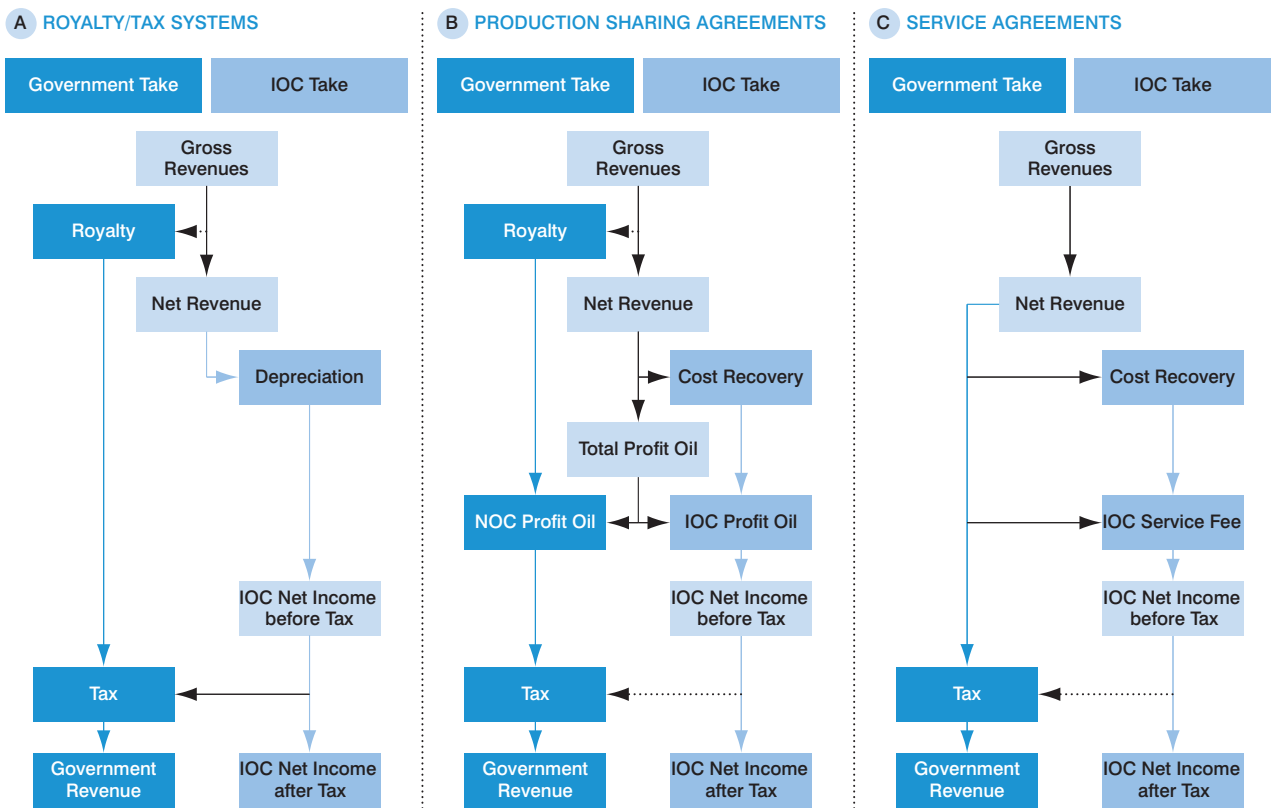 A ROYALTY/TAX SYSTEMS
Government Take
IOC Take
Gross
Revenues
Royalty
Net Revenue
Depreciation
IOC Net Income
before Tax
Tax
Government
Revenue
IOC Net Income
after Tax
B PRODUCTION SHARING AGREEMENTS
Government Take
IOC Take
Gross
Revenues
Royalty
Net Revenue
Cost Recovery
Total Profit Oil
NOC Profit Oil
IOC Profit Oil
IOC Net Income
before Tax
Tax
Government
Revenue
IOC Net Income
after Tax
C SERVICE AGREEMENTS
Government Take
IOC Take
Gross
Revenues
Net Revenue
Cost Recovery
IOC Service Fee
IOC Net Income
before Tax
Tax
Government
Revenue
IOC Net Income
after Tax